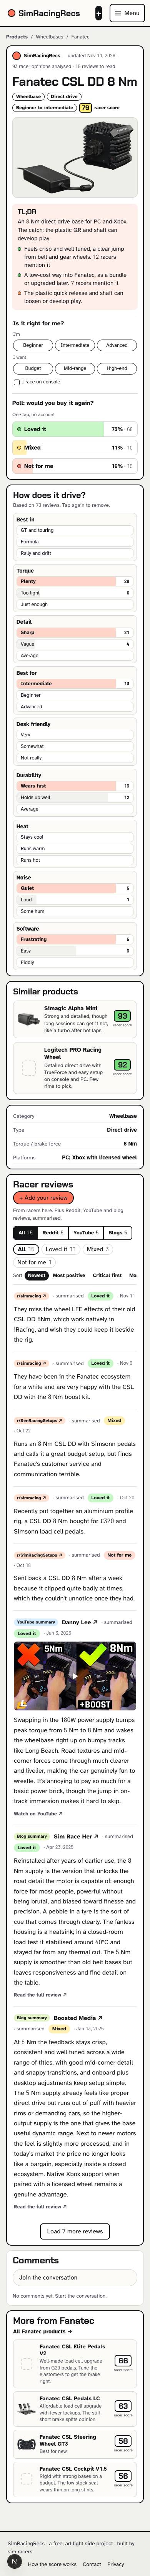 SimRacingRecs
Menu
Products / Wheelbases / Fanatec
SimRacingRecs · updated Nov 11, 2025 ·
93 racer opinions analysed · 15 reviews to read
Fanatec CSL DD 8 Nm
Wheelbase Direct drive
Beginner to intermediate 79 racer score
TL;DR
An 8 Nm direct drive base for PC and Xbox.
The catch: the plastic QR and shaft can
develop play.
Feels crisp and well tuned, a clear jump
from belt and gear wheels. 12 racers
mention it
A low-cost way into Fanatec, as a bundle
or upgraded later. 7 racers mention it
The plastic quick release and shaft can
loosen or develop play.
Is it right for me?
I'm
Beginner Intermediate Advanced
I want
Budget Mid-range High-end
I race on console
Poll: would you buy it again?
One tap, no account
Loved it 73% · 68
Mixed 11% · 10
Not for me 16% · 15
How does it drive?
Based on 70 reviews. Tap again to remove.
Best in
GT and touring
Formula
Rally and drift
Torque
Plenty 26
Too light 6
Just enough
Detail
Sharp 21
Vague 4
Average
Best for
Intermediate 13
Beginner
Advanced
Desk friendly
Very
Somewhat
Not really
Durability
Wears fast 13
Holds up well 12
Average
Heat
Stays cool
Runs warm
Runs hot
Noise
Quiet 5
Loud 1
Some hum
Software
Frustrating 5
Easy 3
Fiddly
Similar products
Simagic Alpha Mini
Strong and detailed, though
long sessions can get it hot,
like a turbo after hot laps.
93
Logitech PRO Racing
Wheel
Detailed direct drive with
TrueForce and easy setup
on console and PC. Few
rims to pick.
92
Category Wheelbase
Type Direct drive
Torque / brake force 8 Nm
Platforms PC; Xbox with licensed wheel
Racer reviews
+ Add your review
From racers here. Plus Reddit, YouTube and blog
reviews, summarised.
All 15 Reddit 5 YouTube 5 Blogs 5
All 15 Loved it 11 Mixed 3
Not for me 1
Sort Newest Most positive Critical first Mo
r/simracing ↗ · summarised Loved it · Nov 11
They miss the weight LFE effects of their old
CSL DD 8Nm, which work natively in
iRacing, and wish they could keep it beside
the rig.
r/simracing ↗ · summarised Loved it · Nov 5
They have been in the Fanatec ecosystem
for a while and are very happy with the CSL
DD with the 8 Nm boost kit.
r/SimRacingSetups ↗ · summarised Mixed
· Oct 22
Runs an 8 Nm CSL DD with Simsonn pedals
and calls it a great budget setup, but finds
Fanatec's customer service and
communication terrible.
r/simracing ↗ · summarised Loved it · Oct 20
Recently put together an aluminium profile
rig, a CSL DD bought for £320 and
Simsonn load cell pedals.
r/SimRacingSetups ↗ · summarised Not for me
· Oct 18
Sent back a CSL DD 8 Nm after a week
because it clipped quite badly at times,
which they couldn't unnotice once they had.
YouTube summary Danny Lee ↗ · summarised
Loved it · Jun 3, 2025
5Nm 8Nm
+BOOST
Swapping in the 180W power supply bumps
peak torque from 5 Nm to 8 Nm and wakes
the wheelbase right up on bumpy tracks
like Long Beach. Road textures and mid-
corner grip changes come through stronger
and livelier, making the car genuinely fun to
wrestle. It's annoying to pay so much for a
basic power brick, but the immediate on-
track immersion makes it hard to skip.
Watch on YouTube ↗
Blog summary Sim Race Her ↗ · summarised
Loved it · Apr 23, 2025
Reinstalled after years of experience, the 8
Nm supply is the version that unlocks the
road detail the motor is capable of: enough
torque for most people, powerful without
being brutal, and balanced road feedback and
precision. A pebble in a tyre is the sort of
cue that cuts through clearly. The fanless
housing is a heatsink; in a closed-room
load test it stabilised around 40°C and
stayed clear of any thermal cut. The 5 Nm is
smoother than old belt bases but leaves
everyday responsiveness and fine detail on
the table.
Read the full review ↗
Blog summary Boosted Media ↗
· summarised Mixed · Jan 13, 2025
At 8 Nm the feedback stays crisp,
consistent and well tuned across a wide
range of titles, with good mid-corner detail
and snappy transitions, and onboard player
desktop adjustments keep setup simple.
The 5 Nm supply already shows clear direct
drive benefits but runs out of puff with heavier
rims or demanding cars, so the higher-
output supply is the one that gives the base
useful dynamic range. Next to newer motors
the feel is slightly more processed, and in
today's market the price no longer looks
like a bargain, especially inside a closed
ecosystem. Native Xbox support when
paired with a licensed wheel remains a
genuine advantage.
Read the full review ↗
Load 7 more reviews
Comments
Join the conversation
No comments yet. Start the conversation.
More from Fanatec
All Fanatec products →
Fanatec CSL Elite Pedals
V2
Well-made load cell upgrade
from G29 pedals. Tune the
elastomers to get the most
from the brake.
66
Fanatec CSL Pedals LC
Affordable load cell upgrade
with fewer lockups. The stiff,
short brake splits opinion.
63
Fanatec CSL Steering
Wheel GT3
Best for new
58
Fanatec CSL Cockpit V1.5
Rigid with strong bases on a
budget. The low stock seat
wears thin on long stints.
56
SimRacingRecs - a free, ad-light side project · built by
sim racers
How the score works Contact Privacy